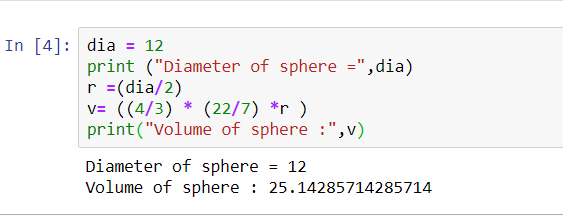 In [4]: dia = 12
print ("Diameter of sphere =",dia)
r =(dia/2)
v= ((4/3) * (22/7) *r )
print("Volume of sphere :",v)
Diameter of sphere = 12
Volume of sphere : 25.14285714285714